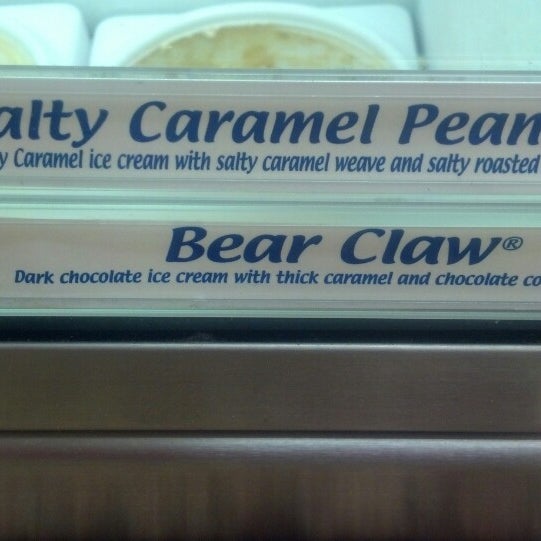 alty Caramel Pean
y Caramel ice cream with salty caramel weave and salty roasted
Bear Claw®
Dark chocolate ice cream with thick caramel and chocolate co